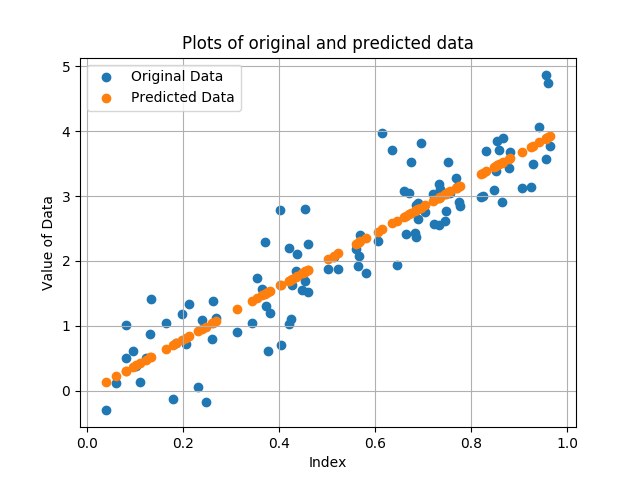 Plots of original and predicted data
Original Data
Predicted Data
Value of Data
5
4
3
2
1
0
0.0 0.2 0.4 0.6 0.8 1.0
Index